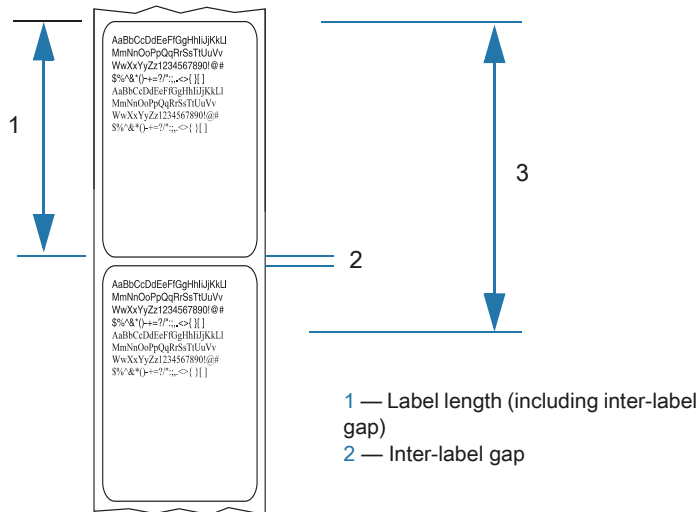 AaBbCcDdEeFfGgHhIiJjKkLl
MmNnOoPpQqRrSsTtUuVv
WwXxYyZz1234567890!@#
$%^&*()-+=?/":;,.<>{ }[ ]
AaBbCcDdEeFfGgHhIiJjKkLl
MmNnOoPpQqRrSsTtUuVv
WwXxYyZz1234567890!@#
$%^&*()-+=?/":;,.<>{ }[ ]
1
3
2
AaBbCcDdEeFfGgHhIiJjKkLl
MmNnOoPpQqRrSsTtUuVv
WwXxYyZz1234567890!@#
$%^&*()-+=?/":;,.<>{ }[ ]
AaBbCcDdEeFfGgHhIiJjKkLl
MmNnOoPpQqRrSsTtUuVv
WwXxYyZz1234567890!@#
$%^&*()-+=?/":;,.<>{ }[ ]
1 — Label length (including inter-label
gap)
2 — Inter-label gap